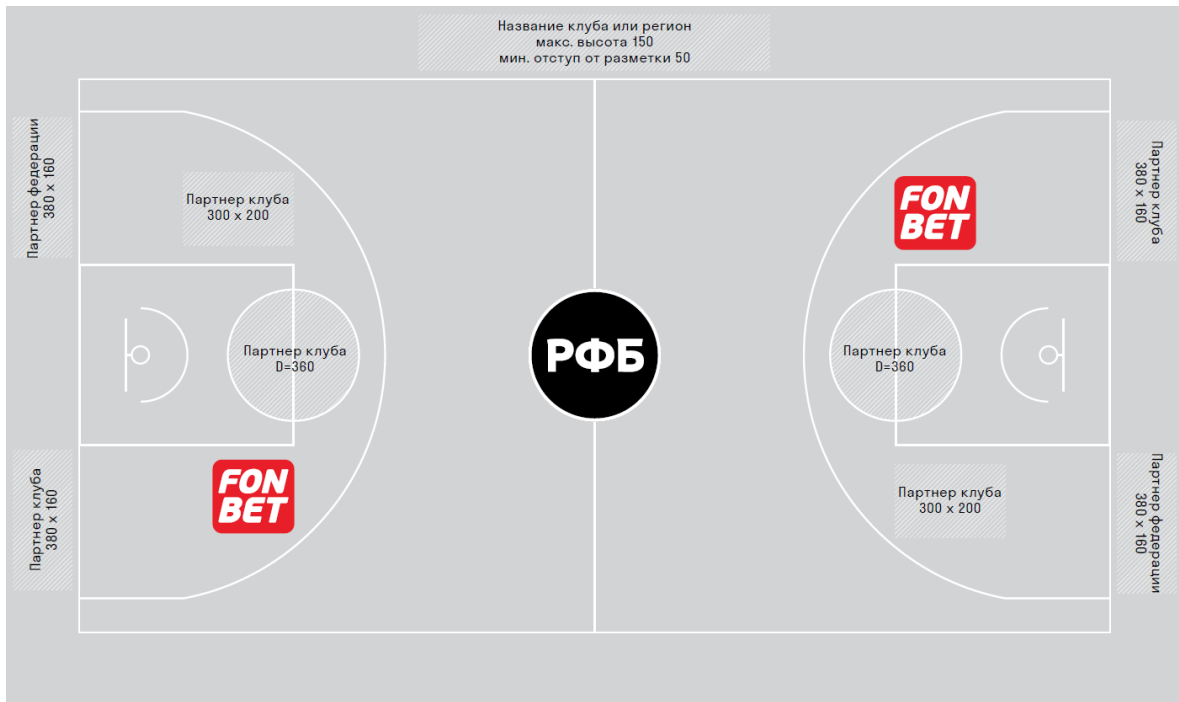 Название клуба или регион
макс. высота 150
мин. отступ от разметки 50
Партнер федерации
380 x 160
Партнер клуба
300 x 200
FON
BET
Партнер клуба
380 x 160
Партнер клуба
D=360
РФБ
Партнер клуба
D=360
Партнер клуба
380 x 160
FON
BET
Партнер клуба
300 x 200
Партнер федерации
380 x 160